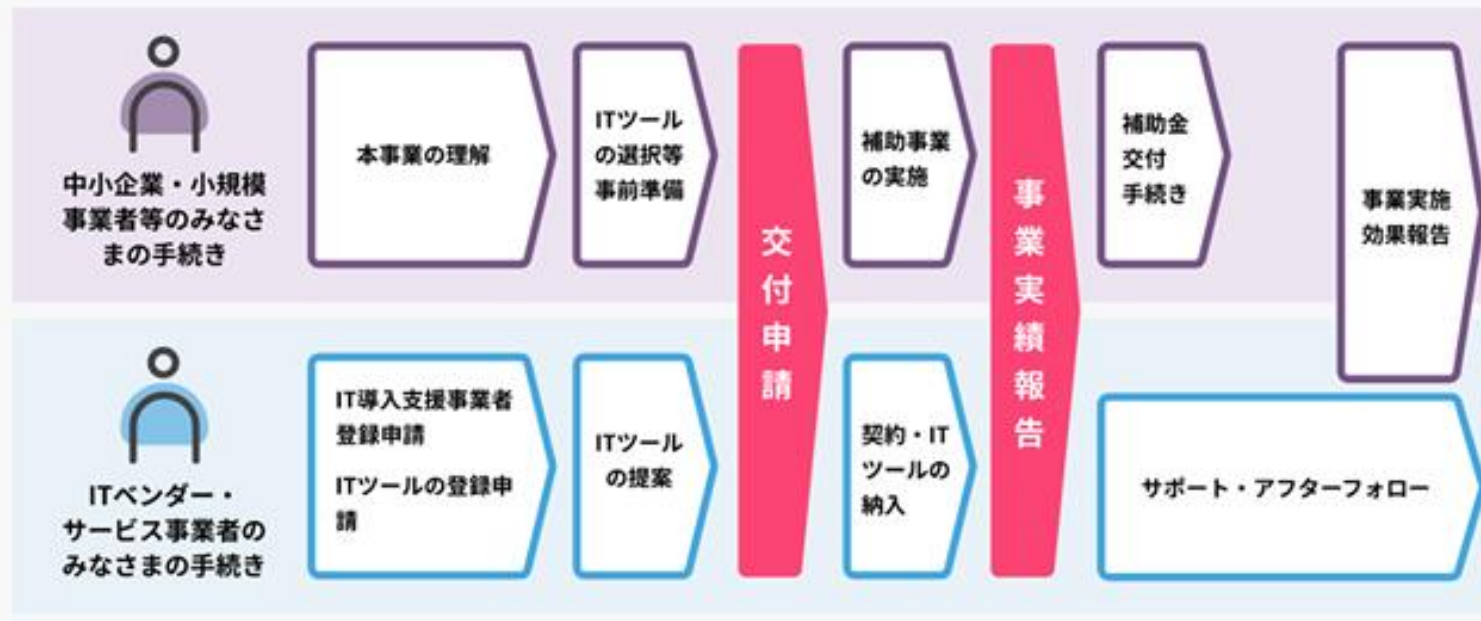 中小企業・小規模
事業者等のみなさ
まの手続き
本事業の理解
ITツール
の選択等
事前準備
交付申請
補助事業
の実施
事業実績報告
補助金
交付
手続き
事業実施
効果報告
ITベンダー・
サービス事業者の
みなさまの手続き
IT導入支援事業者
登録申請
ITツールの登録申
請
ITツール
の提案
契約・IT
ツールの
納入
サポート・アフターフォロー